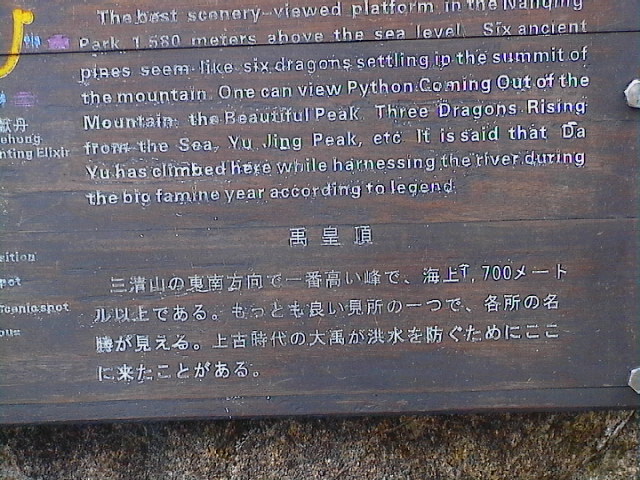 The best scenery-viewed platform in the Nanqing
Park, 1,580 meters above the sea level. Six ancient
pines seem like six dragons settling in the summit of
the mountain. One can view Python Coming Out of the
Mountain, the Beautiful Peak, Three Dragons Rising
from the Sea, Yu Jing Peak, etc. It is said that Da
Yu has climbed here while harnessing the river during
the big famine year according to legend.
禹皇頂
三清山の東南方向で一番高い峰で、海上1,700メート
ル以上である。もっとも良い見所の一つで、各所の名
勝が見える。上古時代の大禹が洪水を防ぐためにここ
に来たことがある。
献丹
nting Elixir
sition
pot
scenic spot